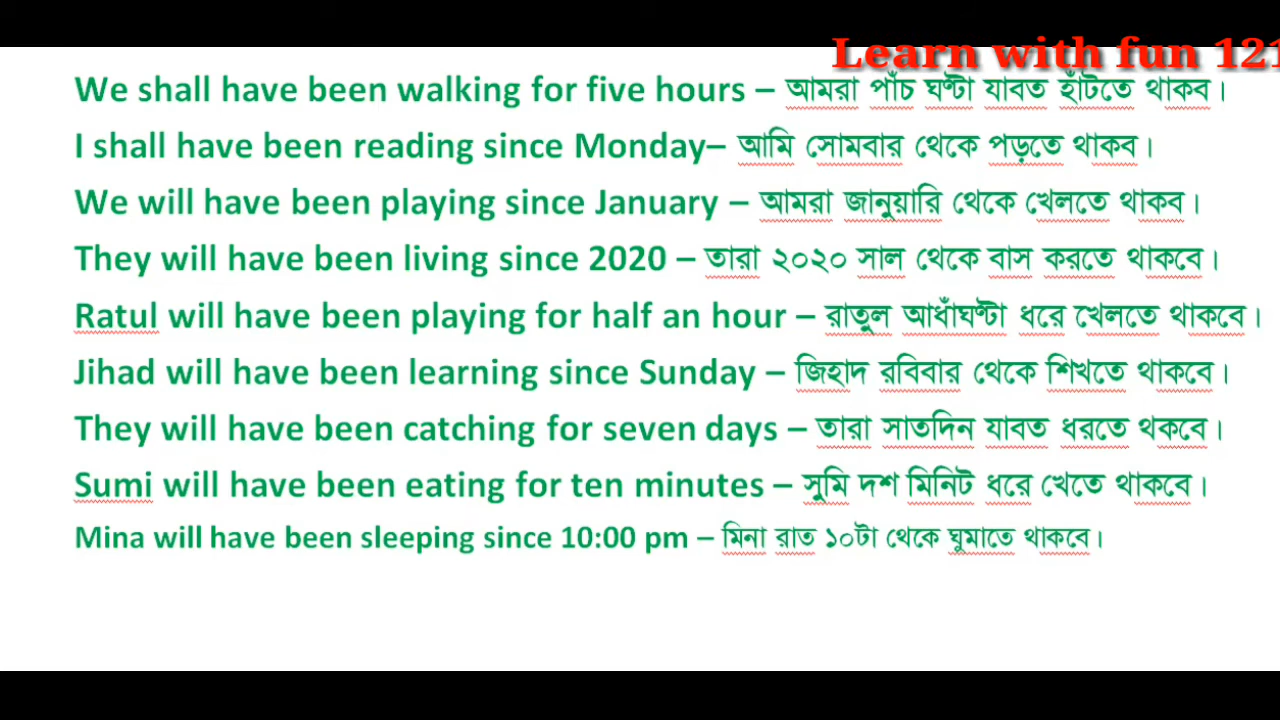 Learn with fun 121
We shall have been walking for five hours – আমরা পাঁচ ঘণ্টা যাবত হাঁটতে থাকব।
I shall have been reading since Monday– আমি সোমবার থেকে পড়তে থাকব।
We will have been playing since January – আমরা জানুয়ারি থেকে খেলতে থাকব।
They will have been living since 2020 – তারা ২০২০ সাল থেকে বাস করতে থাকবে।
Ratul will have been playing for half an hour – রাতুল আধাঁঘণ্টা ধরে খেলতে থাকবে।
Jihad will have been learning since Sunday – জিহাদ রবিবার থেকে শিখতে থাকবে।
They will have been catching for seven days – তারা সাতদিন যাবত ধরতে থকবে।
Sumi will have been eating for ten minutes – সুমি দশ মিনিট ধরে খেতে থাকবে।
Mina will have been sleeping since 10:00 pm – মিনা রাত ১০টা থেকে ঘুমাতে থাকবে।